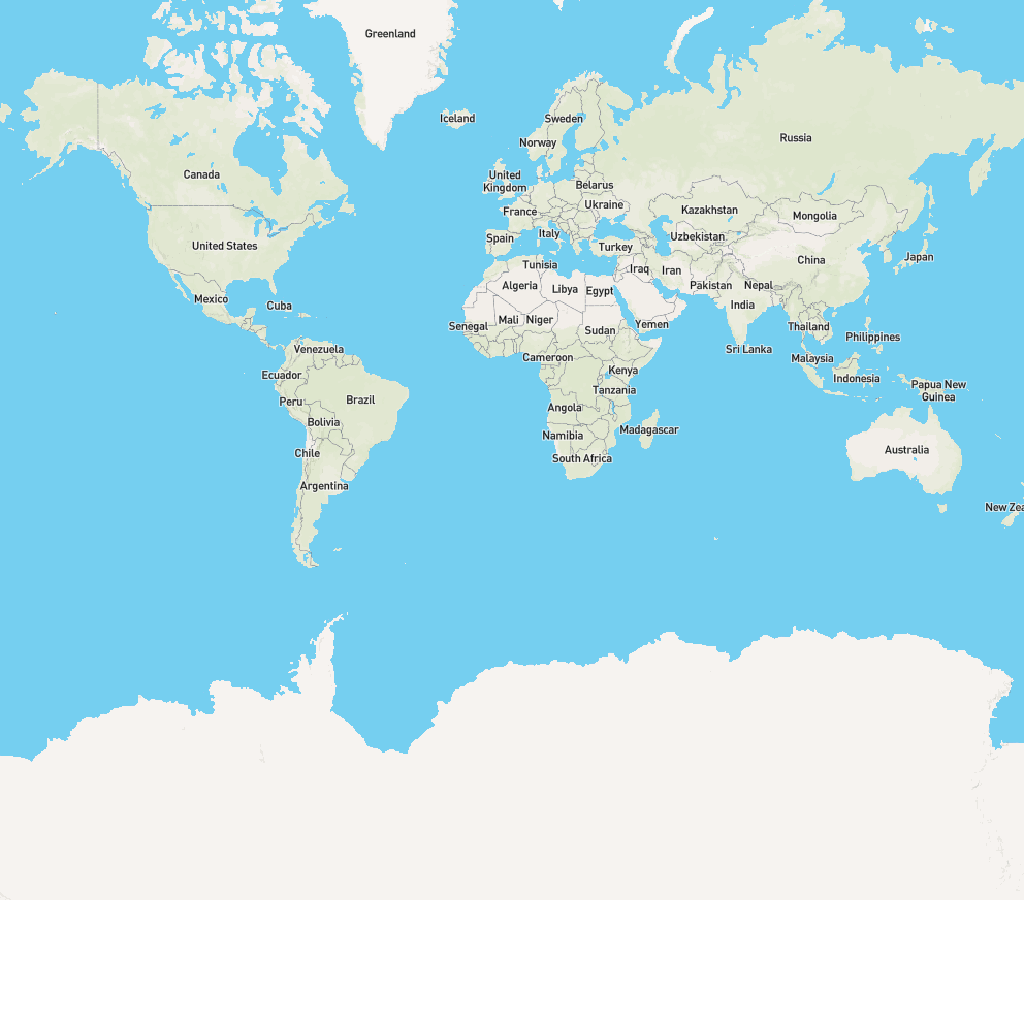 Greenland
Iceland
Sweden
Norway
Russia
Canada
United
Kingdom
Belarus
Ukraine
France
Kazakhstan
Mongolia
Italy
Spain
Uzbekistan
United States
Turkey
Japan
China
Tunisia
Iraq
Iran
Algeria
Libya
Egypt
Pakistan
Nepal
Mexico
Cuba
India
Mali
Niger
Senegal
Sudan
Yemen
Thailand
Philippines
Venezuela
Sri Lanka
Cameroon
Malaysia
Ecuador
Kenya
Indonesia
Papua New
Guinea
Tanzania
Peru
Brazil
Angola
Bolivia
Madagascar
Namibia
Chile
South Africa
Australia
Argentina
New Zea